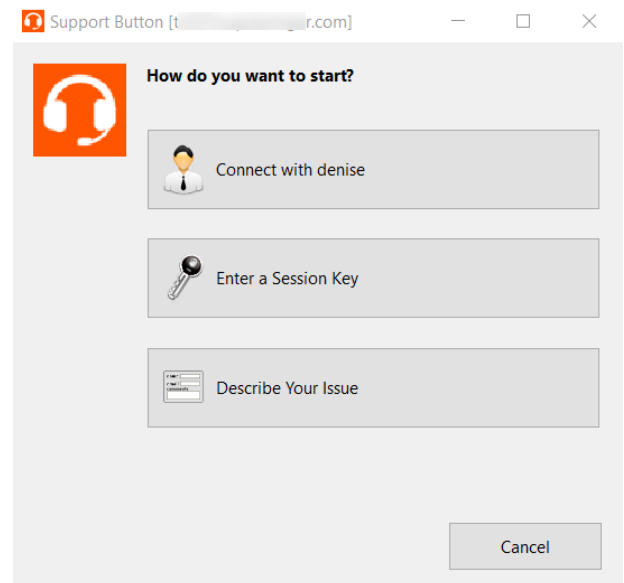 Support Button [t r.com]
How do you want to start?
Connect with denise
Enter a Session Key
Describe Your Issue
Cancel